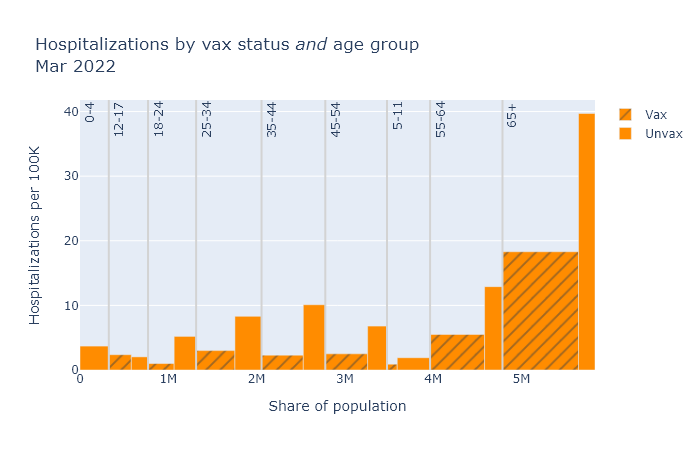 Hospitalizations by vax status and age group
Mar 2022
0-4
12-17
18-24
25-34
35-44
45-54
5-11
55-64
65+
Vax
Unvax
Hospitalizations per 100K
40
30
20
10
0
0
1M
2M
3M
4M
5M
Share of population